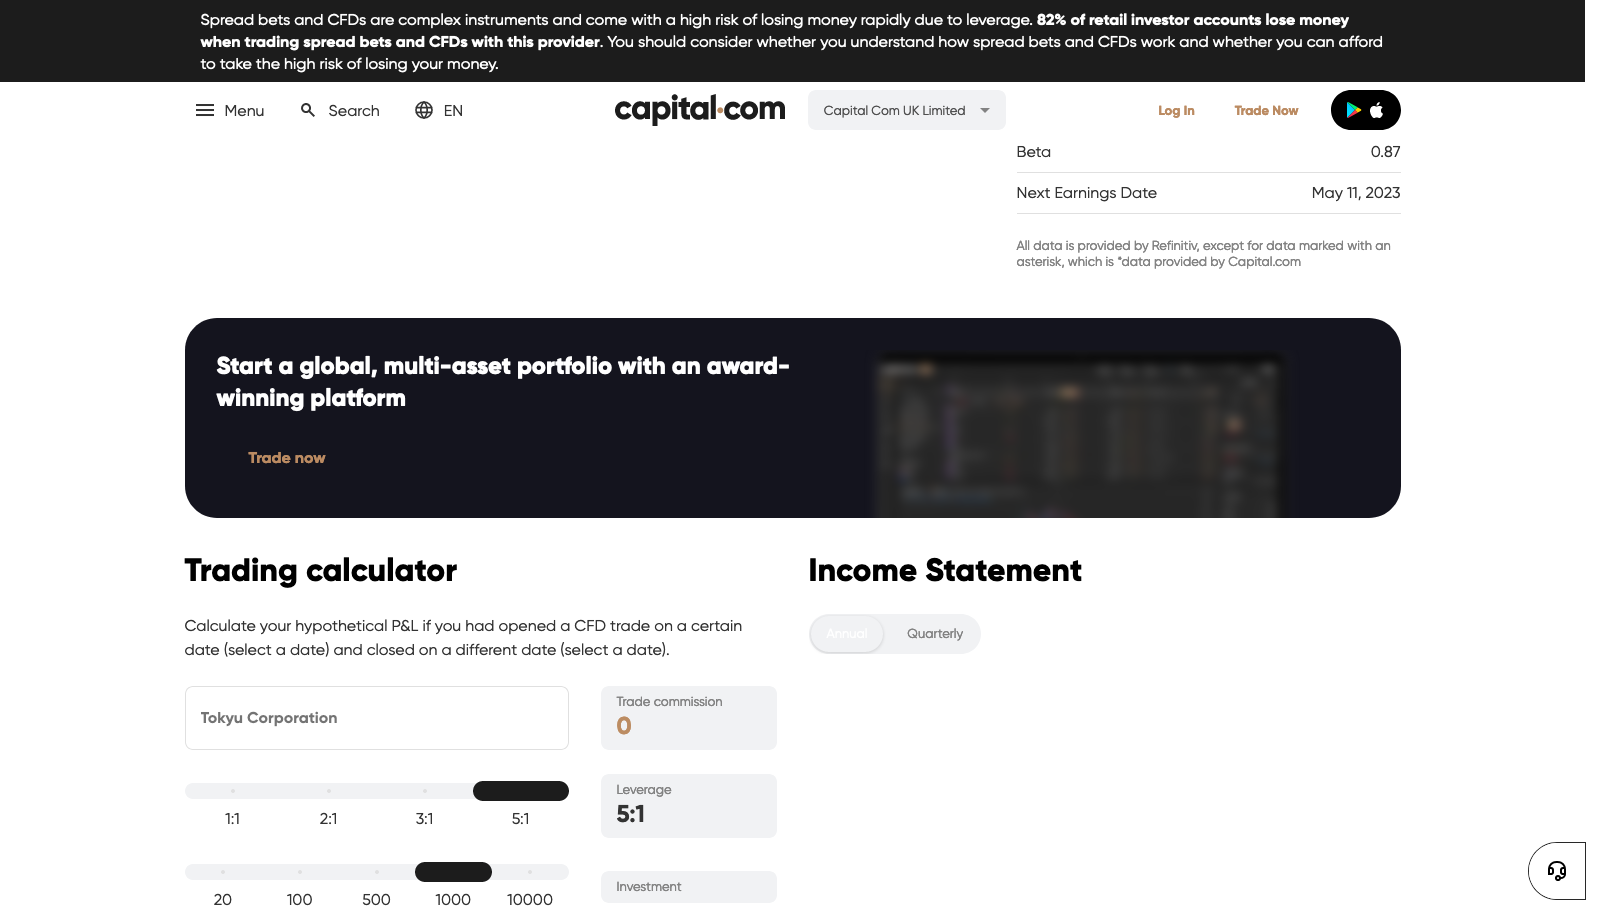 Spread bets and CFDs are complex instruments and come with a high risk of losing money rapidly due to leverage. 82% of retail investor accounts lose money
when trading spread bets and CFDs with this provider. You should consider whether you understand how spread bets and CFDs work and whether you can afford
to take the high risk of losing your money.
Menu
Search
EN
capital.com
Capital Com UK Limited
Log In
Trade Now
Beta 0.87
Next Earnings Date May 11, 2023
All data is provided by Refinitiv, except for data marked with an
asterisk, which is *data provided by Capital.com
Start a global, multi-asset portfolio with an award-
winning platform
Trade now
Trading calculator
Calculate your hypothetical P&L if you had opened a CFD trade on a certain
date (select a date) and closed on a different date (select a date).
Tokyu Corporation
Trade commission
0
1:1 2:1 3:1 5:1
Leverage
5:1
20 100 500 1000 10000
Investment
Income Statement
Annual
Quarterly